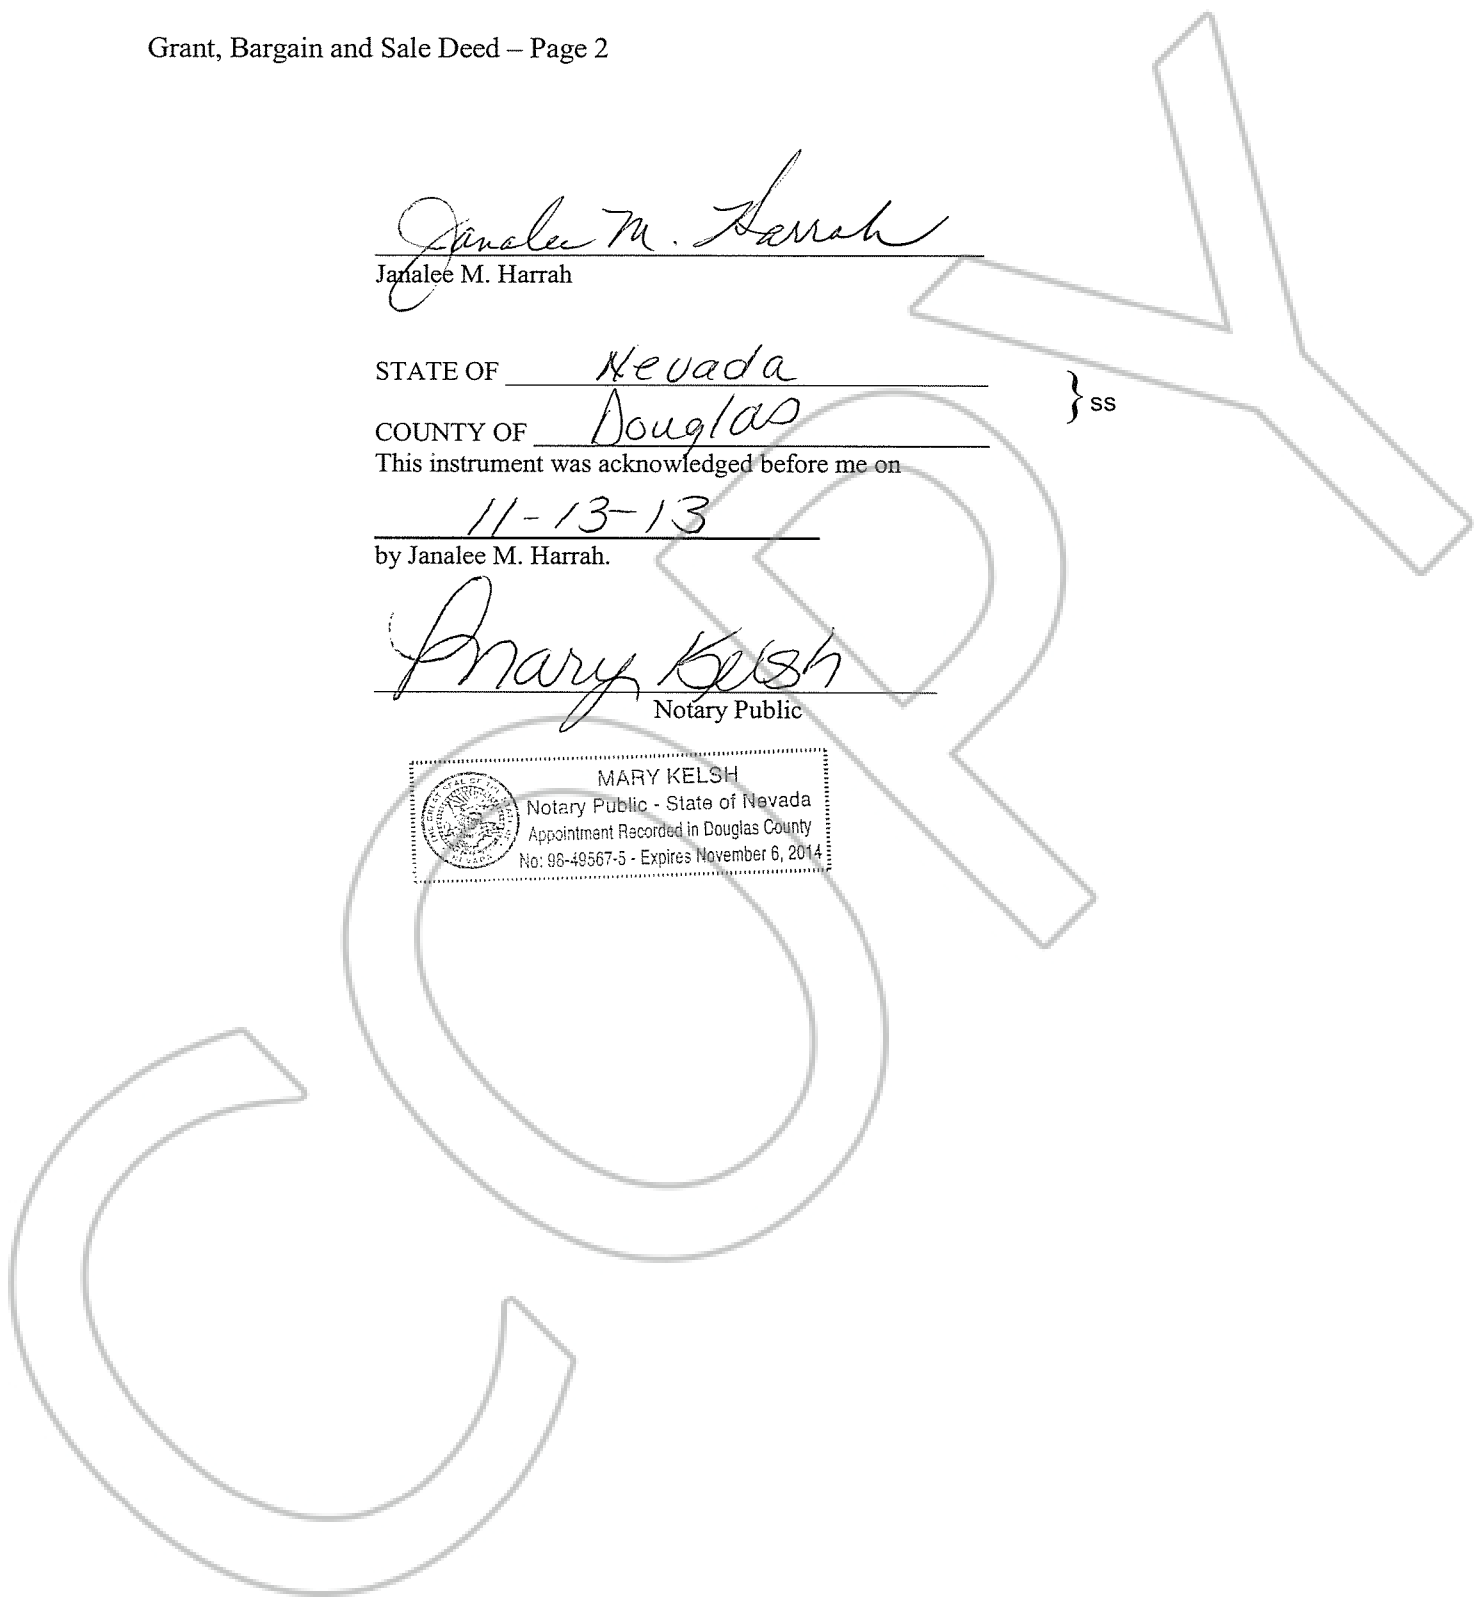 Grant, Bargain and Sale Deed – Page 2
Janalee M. Harrah
Janalee M. Harrah
STATE OF Nevada
COUNTY OF Douglas
}ss
This instrument was acknowledged before me on
11-13-13
by Janalee M. Harrah.
Mary Kelsh
Notary Public
MARY KELSH
Notary Public - State of Nevada
Appointment Recorded in Douglas County
No: 98-49567-5 - Expires November 6, 2014
COPY